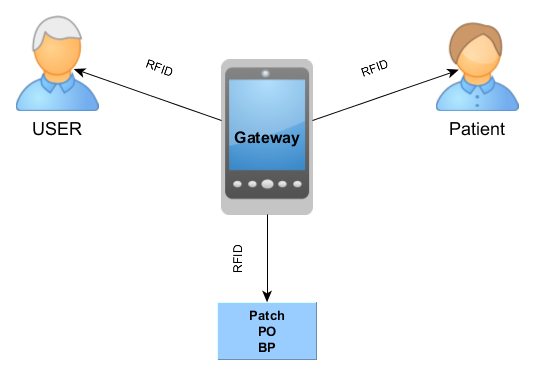 RFID
RFID
USER
Patient
Gateway
RFID
Patch
PO
BP